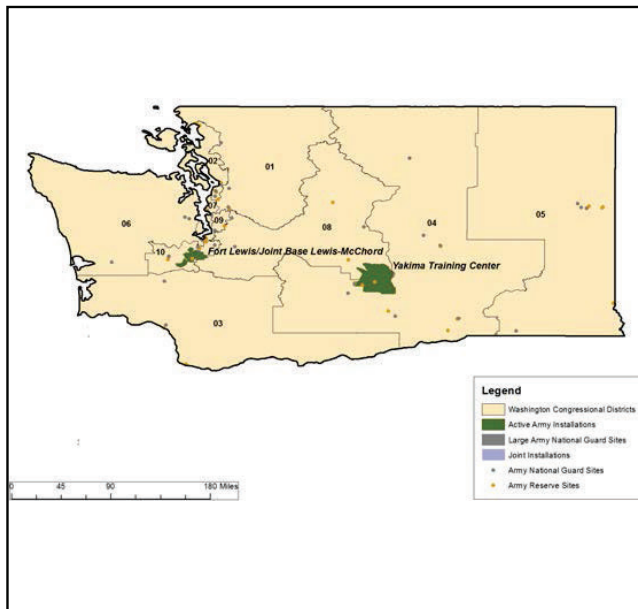 02
01
07
09
06
08
04
05
10
Fort Lewis/Joint Base Lewis-McChord
Yakima Training Center
03
Legend
Washington Congressional Districts
Active Army Installations
Large Army National Guard Sites
Joint Installations
Army National Guard Sites
Army Reserve Sites
0 45 90 180 Miles